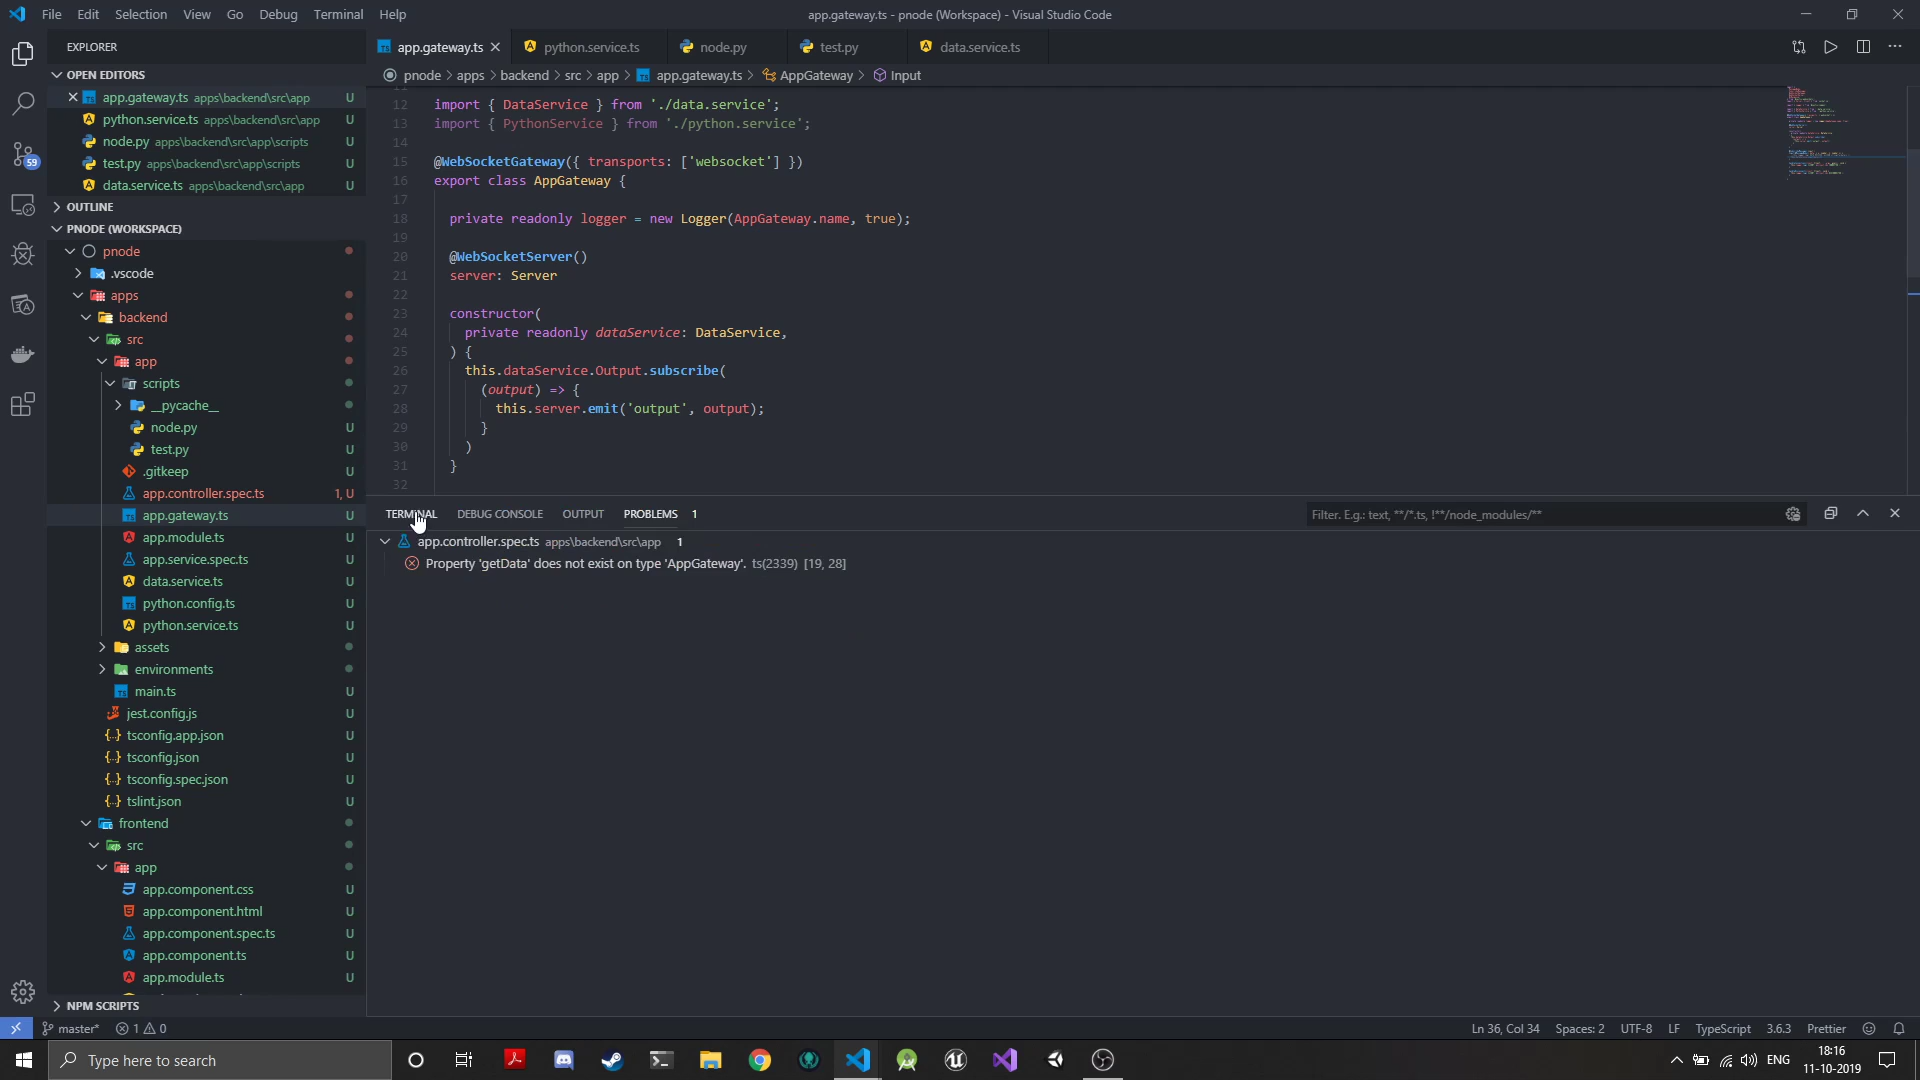 File Edit Selection View Go Debug Terminal Help
app.gateway.ts - pnode (Workspace) - Visual Studio Code
EXPLORER
OPEN EDITORS
app.gateway.ts apps\backend\src\app U
python.service.ts apps\backend\src\app U
node.py apps\backend\src\app\scripts U
test.py apps\backend\src\app\scripts U
data.service.ts apps\backend\src\app U
OUTLINE
PNODE (WORKSPACE)
pnode
.vscode
apps
backend
src
app
scripts
__pycache__
node.py U
test.py U
.gitkeep U
app.controller.spec.ts 1, U
app.gateway.ts U
app.module.ts U
app.service.spec.ts U
data.service.ts U
python.config.ts U
python.service.ts U
assets
environments
main.ts U
jest.config.js U
tsconfig.app.json U
tsconfig.json U
tsconfig.spec.json U
tslint.json U
frontend
src
app
app.component.css U
app.component.html U
app.component.spec.ts U
app.component.ts U
app.module.ts U
NPM SCRIPTS
59
app.gateway.ts python.service.ts node.py test.py data.service.ts
pnode > apps > backend > src > app > app.gateway.ts > AppGateway > Input
12 import { DataService } from './data.service';
13 import { PythonService } from './python.service';
14
15 @WebSocketGateway({ transports: ['websocket'] })
16 export class AppGateway {
17
18 private readonly logger = new Logger(AppGateway.name, true);
19
20 @WebSocketServer()
21 server: Server
22
23 constructor(
24 private readonly dataService: DataService,
25 ) {
26 this.dataService.Output.subscribe(
27 (output) => {
28 this.server.emit('output', output);
29 }
30 )
31 }
32
TERMINAL DEBUG CONSOLE OUTPUT PROBLEMS 1
Filter. E.g.: text, **/*.ts, !**/node_modules/**
app.controller.spec.ts apps\backend\src\app 1
Property 'getData' does not exist on type 'AppGateway'. ts(2339) [19, 28]
master* 1 0
Ln 36, Col 34 Spaces: 2 UTF-8 LF TypeScript 3.6.3 Prettier
Type here to search
ENG
18:16
11-10-2019